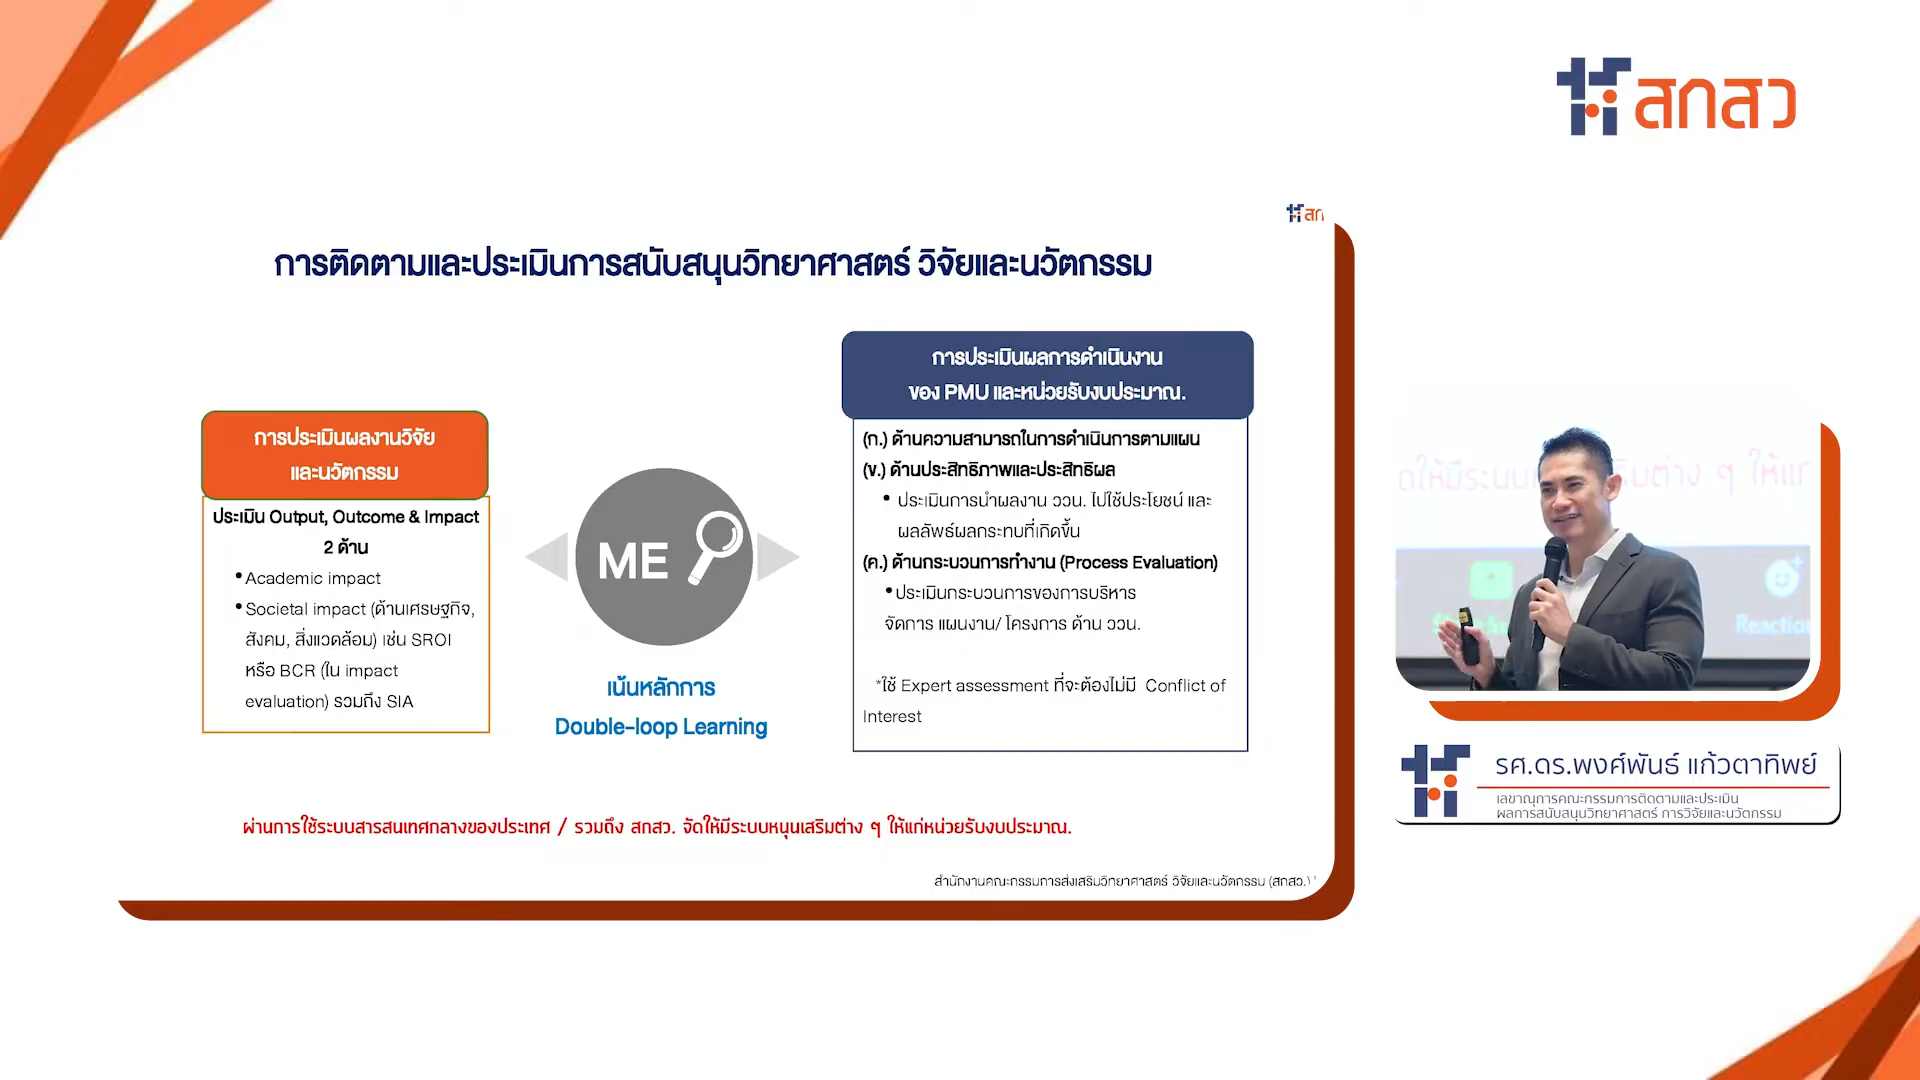 สกสว
สก
การติดตามและประเมินการสนับสนุนวิทยาศาสตร์ วิจัยและนวัตกรรม
การประเมินผลงานวิจัย
และนวัตกรรม
ประเมิน Output, Outcome & Impact
2 ด้าน
•Academic impact
•Societal impact (ด้านเศรษฐกิจ,
สังคม, สิ่งแวดล้อม) เช่น SROI
หรือ BCR (ใน impact
evaluation) รวมถึง SIA
ME
เน้นหลักการ
Double-loop Learning
การประเมินผลการดำเนินงาน
ของ PMU และหน่วยรับงบประมาณ.
(ก.) ด้านความสามารถในการดำเนินการตามแผน
(ข.) ด้านประสิทธิภาพและประสิทธิผล
• ประเมินการนำผลงาน ววน. ไปใช้ประโยชน์ และ
ผลลัพธ์ผลกระทบที่เกิดขึ้น
(ค.) ด้านกระบวนการทำงาน (Process Evaluation)
•ประเมินกระบวนการของการบริหาร
จัดการ แผนงาน/ โครงการ ด้าน ววน.
*ใช้ Expert assessment ที่จะต้องไม่มี Conflict of
Interest
ผ่านการใช้ระบบสารสนเทศกลางของประเทศ / รวมถึง สกสว. จัดให้มีระบบหนุนเสริมต่าง ๆ ให้แก่หน่วยรับงบประมาณ.
สำนักงานคณะกรรมการส่งเสริมวิทยาศาสตร์ วิจัยและนวัตกรรม (สกสว.)
ต่าง ๆ ให้แก่
Reaction
รศ.ดร.พงศ์พันธ์ แก้วตาทิพย์
เลขานุการคณะกรรมการติดตามและประเมิน
ผลการสนับสนุนวิทยาศาสตร์ การวิจัยและนวัตกรรม